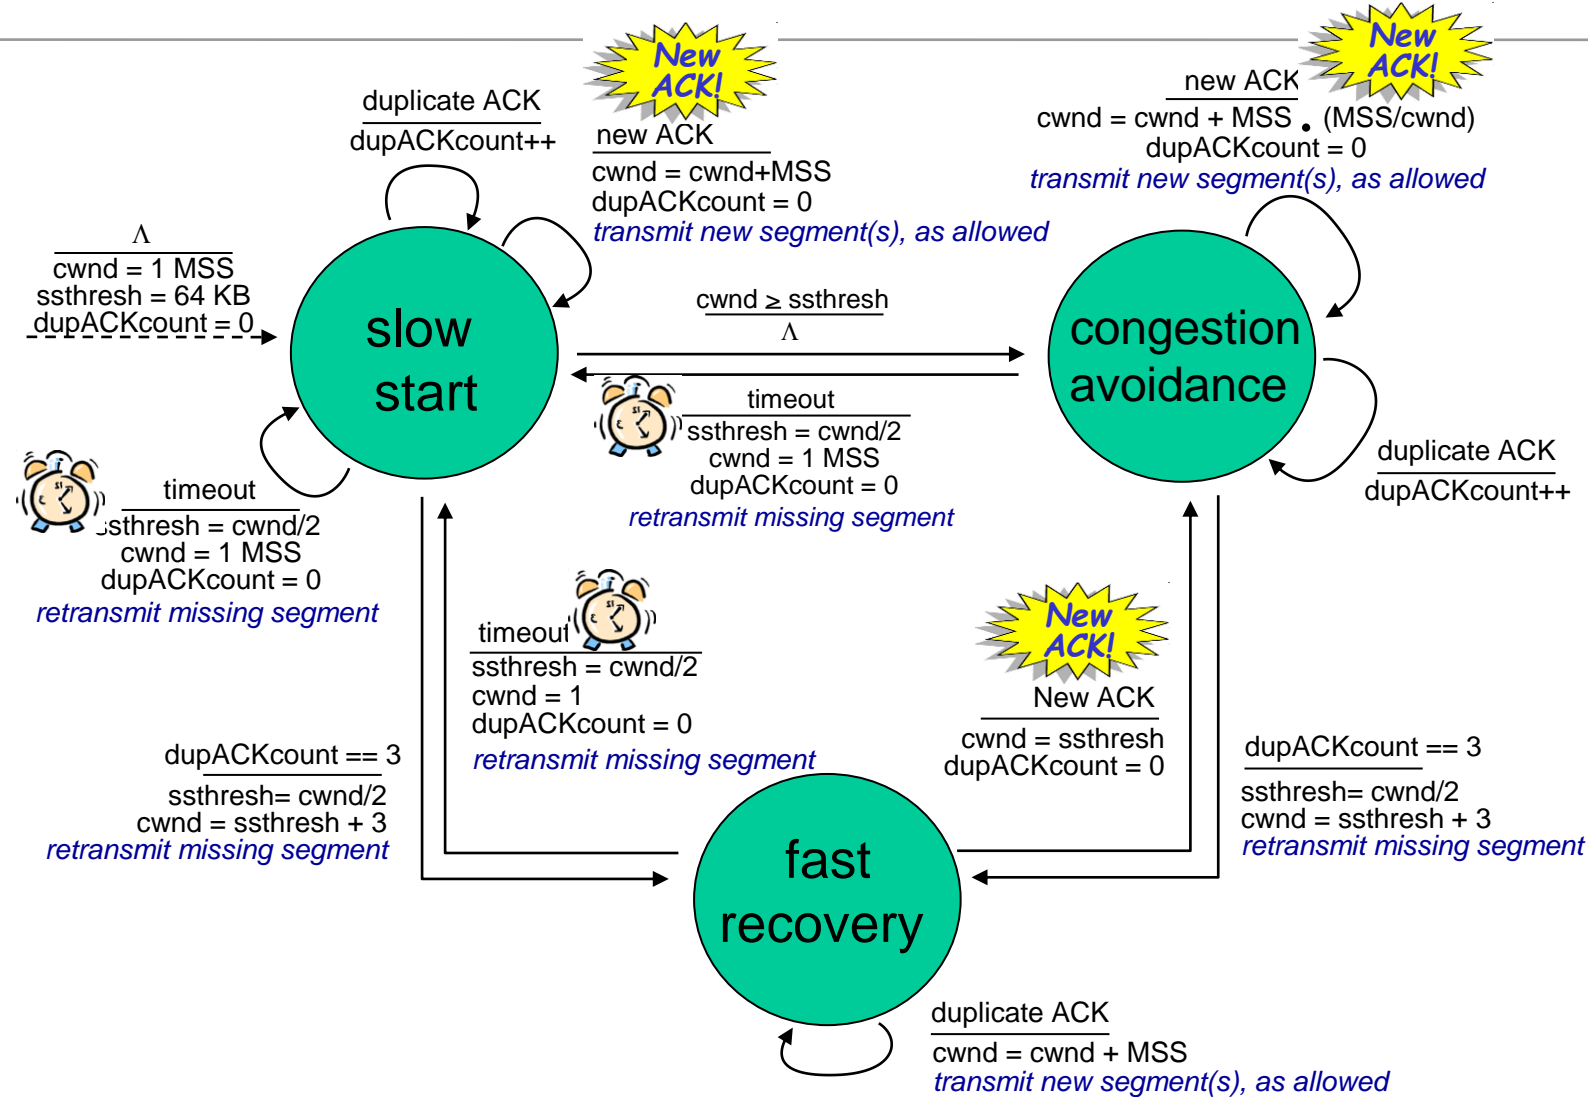 New
ACK!
New
ACK!
duplicate ACK
dupACKcount++
new ACK
cwnd = cwnd+MSS
dupACKcount = 0
transmit new segment(s), as allowed
new ACK
cwnd = cwnd + MSS • (MSS/cwnd)
dupACKcount = 0
transmit new segment(s), as allowed
Λ
cwnd = 1 MSS
ssthresh = 64 KB
dupACKcount = 0
slow
start
cwnd ≥ ssthresh
Λ
congestion
avoidance
timeout
ssthresh = cwnd/2
cwnd = 1 MSS
dupACKcount = 0
retransmit missing segment
duplicate ACK
dupACKcount++
timeout
ssthresh = cwnd/2
cwnd = 1 MSS
dupACKcount = 0
retransmit missing segment
timeout
ssthresh = cwnd/2
cwnd = 1
dupACKcount = 0
retransmit missing segment
New
ACK!
New ACK
cwnd = ssthresh
dupACKcount = 0
dupACKcount == 3
ssthresh= cwnd/2
cwnd = ssthresh + 3
retransmit missing segment
dupACKcount == 3
ssthresh= cwnd/2
cwnd = ssthresh + 3
retransmit missing segment
fast
recovery
duplicate ACK
cwnd = cwnd + MSS
transmit new segment(s), as allowed